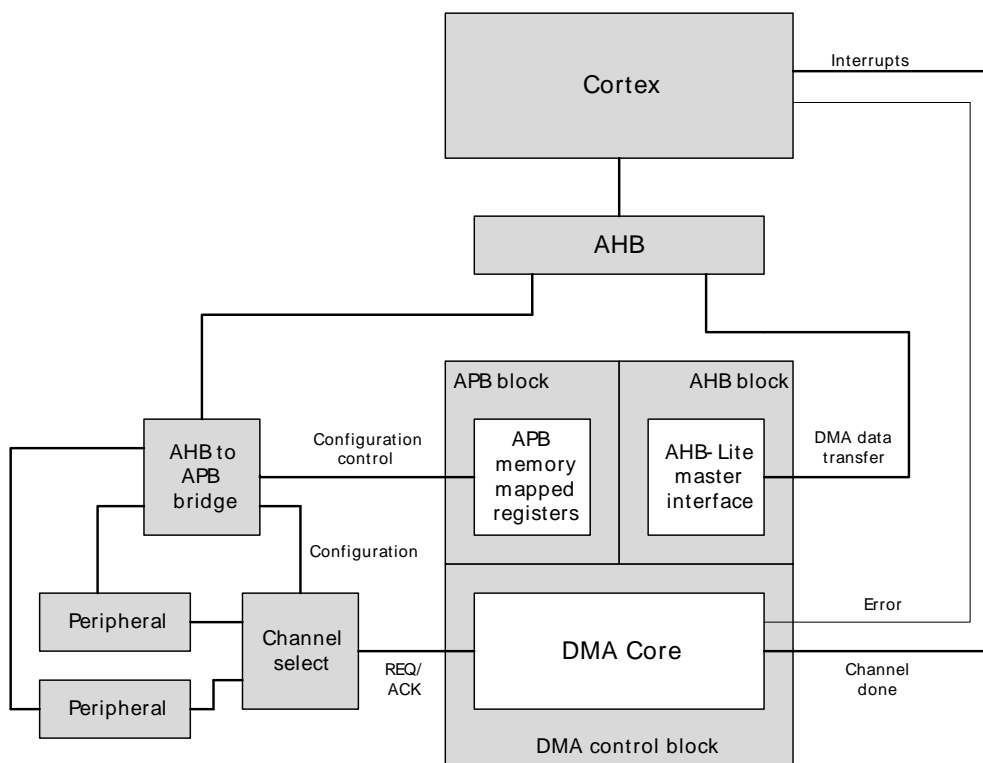 Cortex
Interrupts
AHB
APB block
AHB block
AHB to
APB
bridge
Configuration
control
APB
memory
mapped
registers
AHB- Lite
master
interface
DMA data
transfer
Configuration
Peripheral
Channel
select
REQ/
ACK
DMA Core
Error
Channel
done
Peripheral
DMA control block